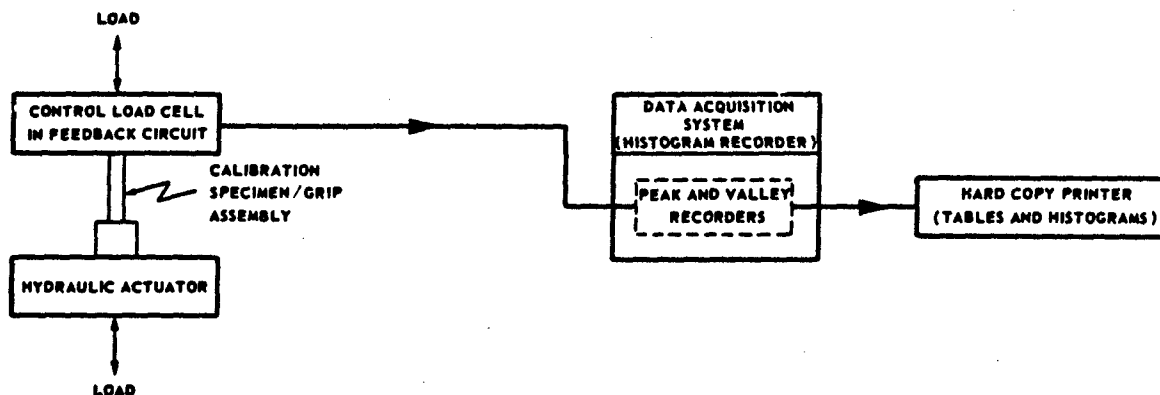 LOAD
CONTROL LOAD CELL
IN FEEDBACK CIRCUIT
CALIBRATION
SPECIMEN/GRIP
ASSEMBLY
HYDRAULIC ACTUATOR
LOAD
DATA ACQUISITION
SYSTEM
(HISTOGRAM RECORDER)
PEAK AND VALLEY
RECORDERS
HARD COPY PRINTER
(TABLES AND HISTOGRAMS)